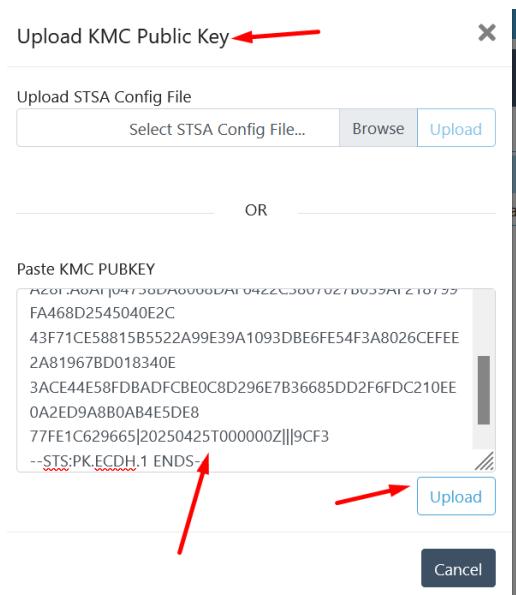 Upload KMC Public Key
Upload STSA Config File
Select STSA Config File... Browse Upload
OR
Paste KMC PUBKEY
FA468D2545040E2C
43F71CE58815B5522A99E39A1093DBE6FE54F3A8026CEFEE
2A81967BD018340E
3ACE44E58FDBADFCBE0C8D296E7B36685DD2F6FDC210EE
0A2ED9A8B0AB4E5DE8
77FE1C629665|20250425T000000Z|||9CF3
--STS:PK.ECDH.1 ENDS-
Upload
Cancel